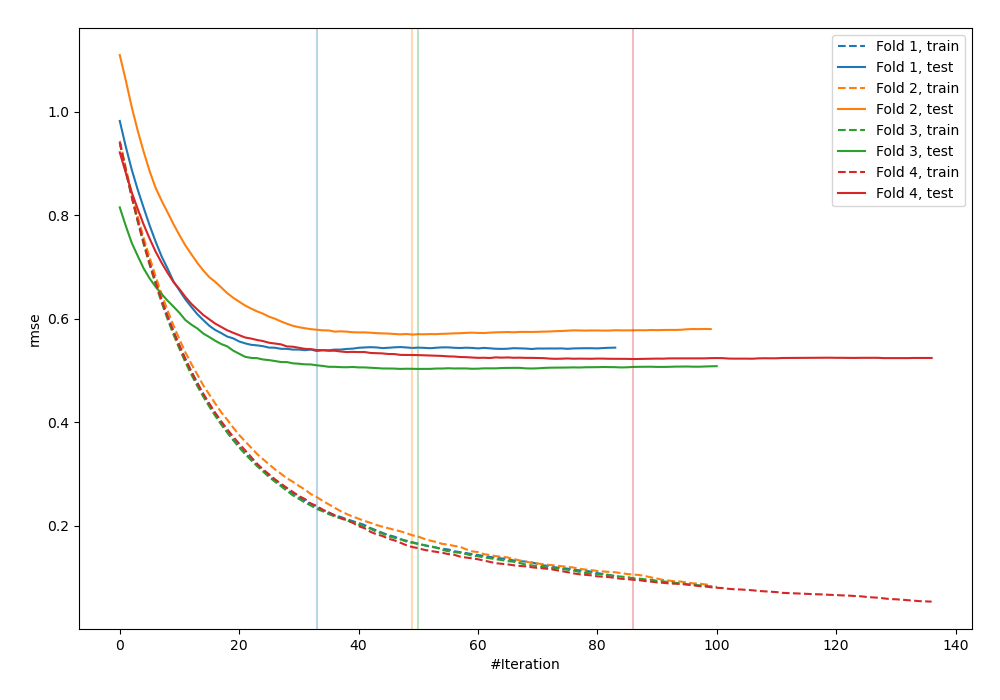 Fold 1, train
Fold 1, test
Fold 2, train
Fold 2, test
Fold 3, train
Fold 3, test
Fold 4, train
Fold 4, test
1.0
0.8
0.6
0.4
0.2
rmse
0 20 40 60 80 100 120 140
#Iteration